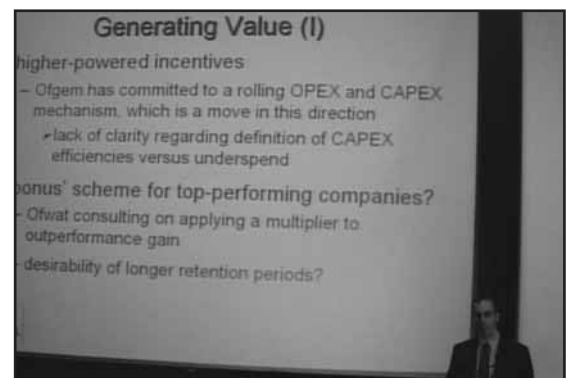 Generating Value (I)
higher-powered incentives
– Ofgem has committed to a rolling OPEX and CAPEX
mechanism, which is a move in this direction
lack of clarity regarding definition of CAPEX
efficiencies versus underspend
bonus' scheme for top-performing companies?
- Ofwat consulting on applying a multiplier to
outperformance gain
- desirability of longer retention periods?